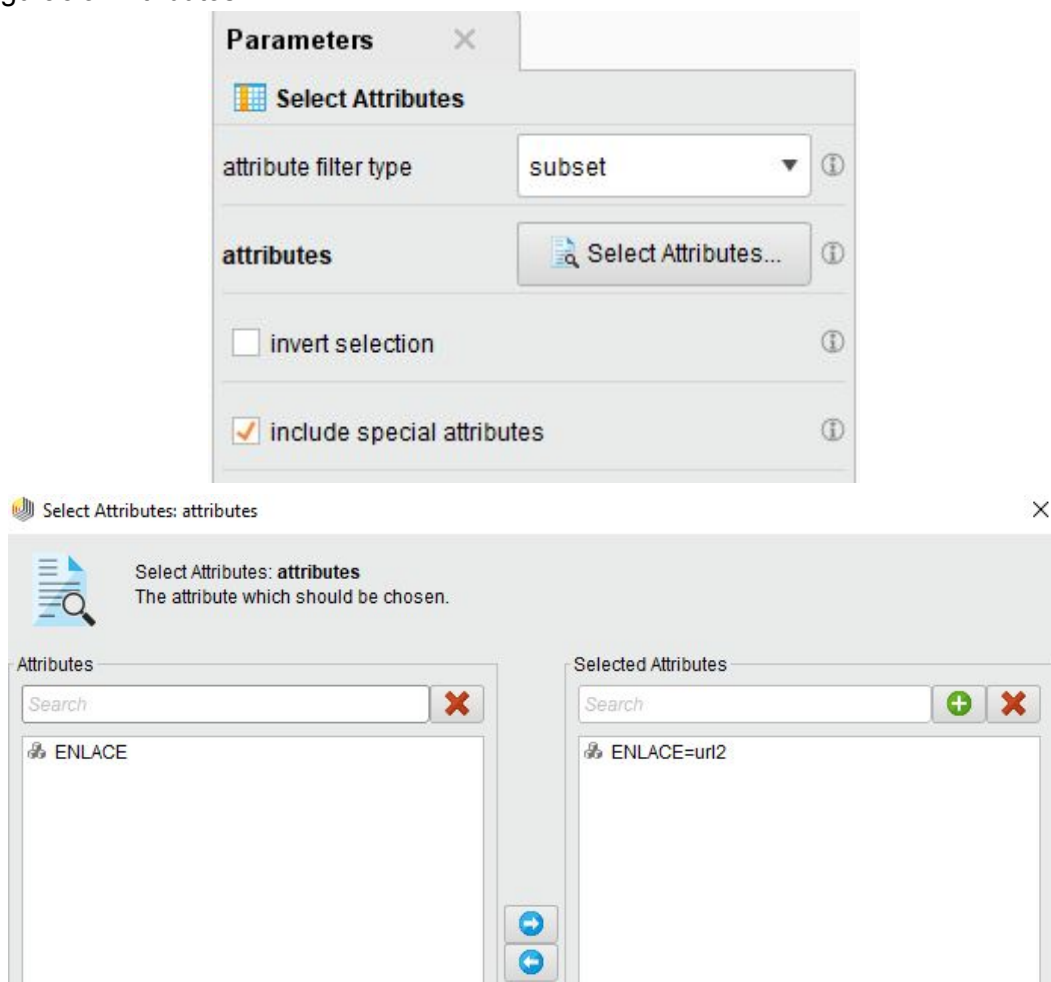 Parameters
Select Attributes
attribute filter type subset
attributes Select Attributes...
invert selection
include special attributes
Select Attributes: attributes
Select Attributes: attributes
The attribute which should be chosen.
Attributes Selected Attributes
Search Search
ENLACE ENLACE=url2